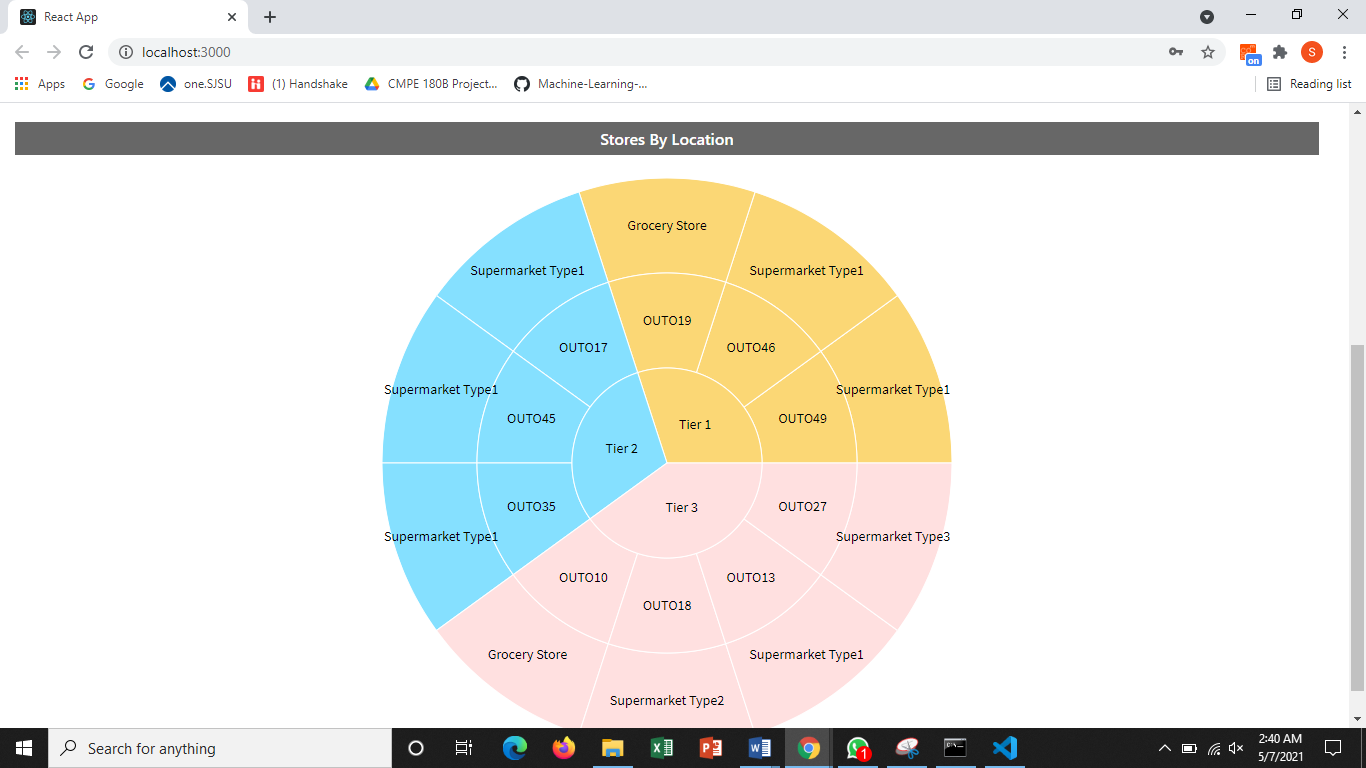 React App
localhost:3000
S
on
Apps
Google
one.SJSU
(1) Handshake
CMPE 180B Project...
Machine-Learning-...
Reading list
Stores By Location
Grocery Store
Supermarket Type1
Supermarket Type1
OUTO19
OUTO17
OUTO46
Supermarket Type1
Supermarket Type1
OUTO45
OUTO49
Tier 1
Tier 2
Tier 3
OUTO35
OUTO27
Supermarket Type1
Supermarket Type3
OUTO10
OUTO13
OUTO18
Grocery Store
Supermarket Type1
Supermarket Type2
Search for anything
1
2:40 AM
5/7/2021